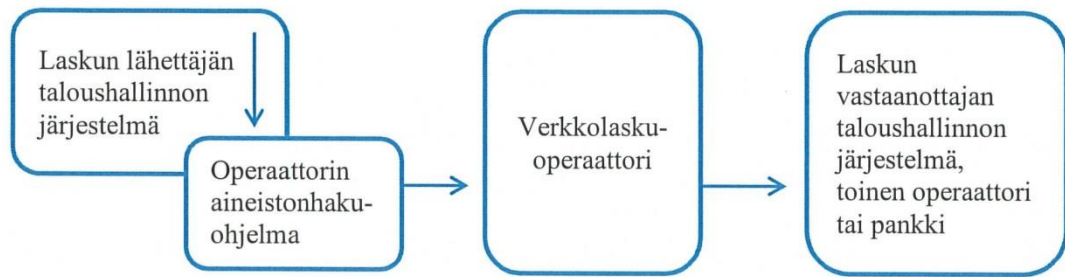 Laskun lähettäjän
taloushallinnon
järjestelmä
Operaattorin
aineistonhaku-
ohjelma
Verkkolasku-
operaattori
Laskun
vastaanottajan
taloushallinnon
järjestelmä,
toinen operaattori
tai pankki